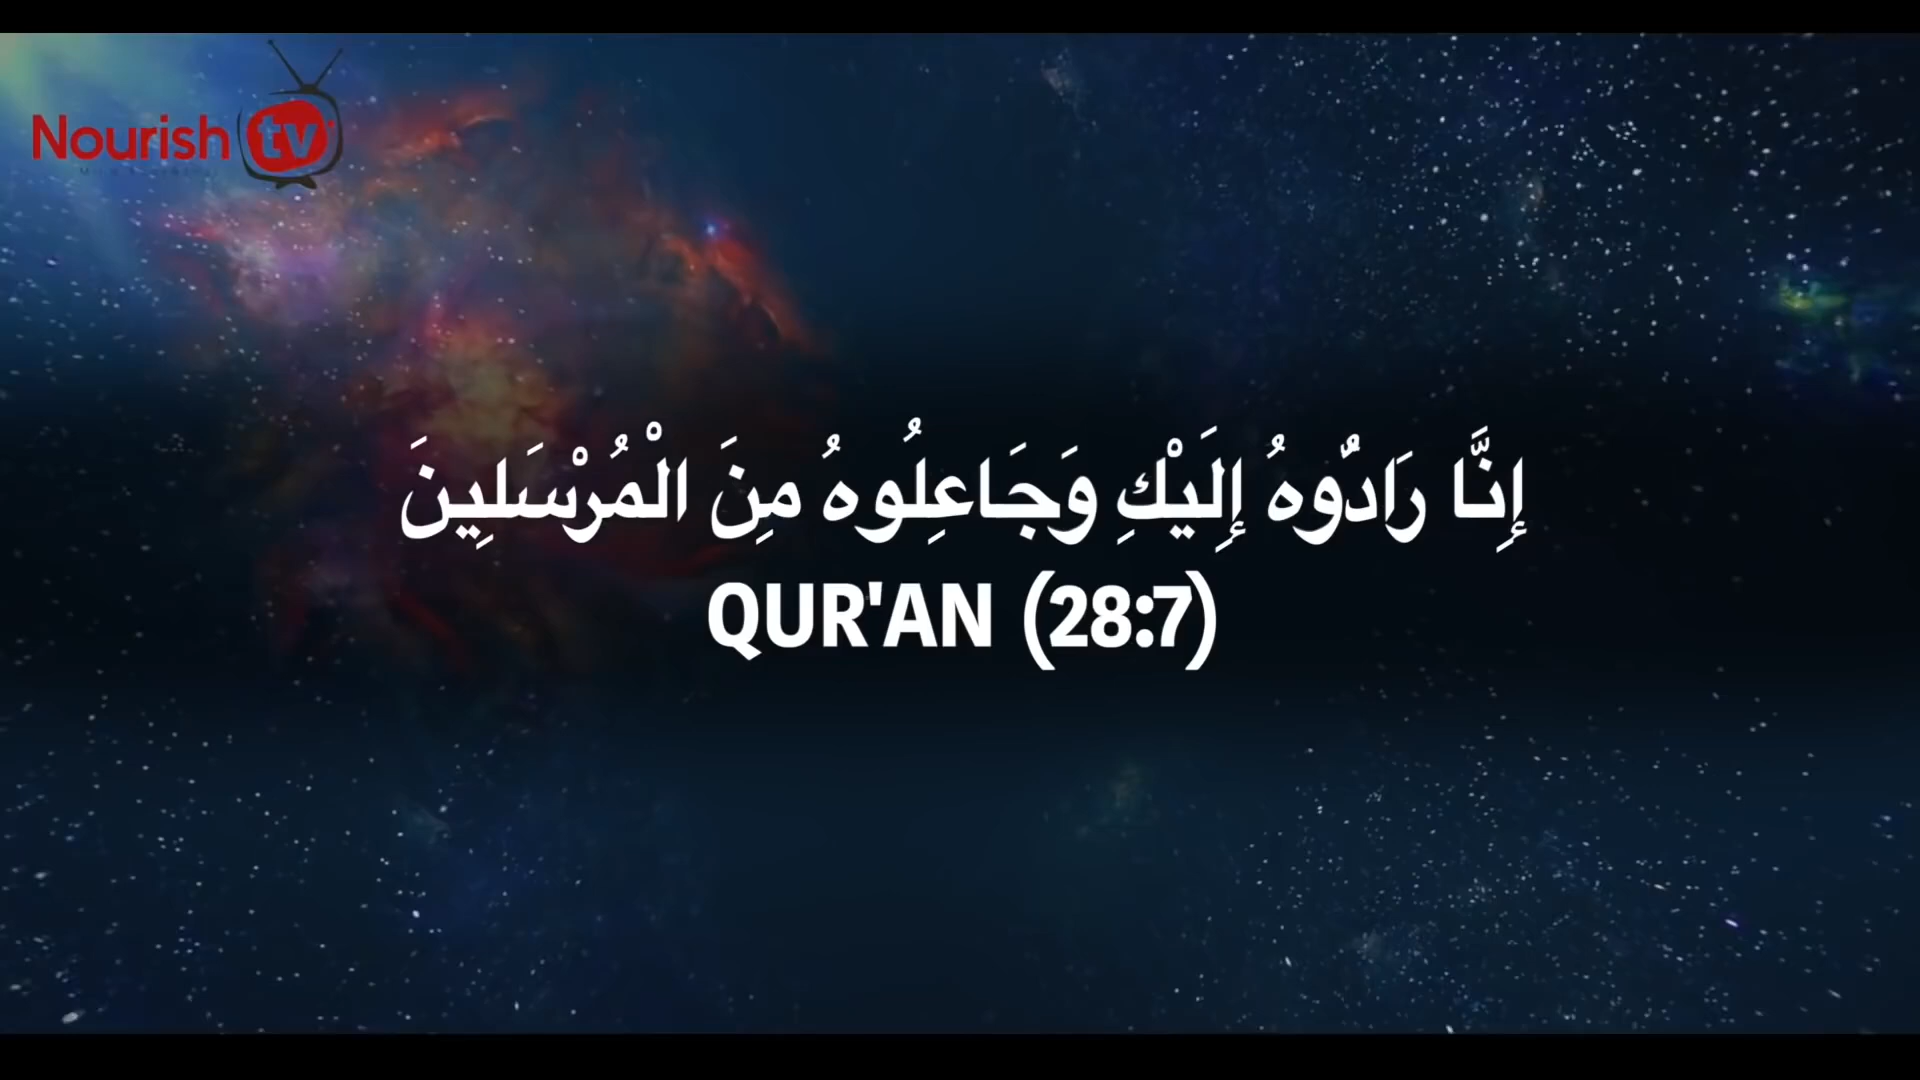 Nourish tv
إِنَّا رَادُّوهُ إِلَيْكِ وَجَاعِلُوهُ مِنَ الْمُرْسَلِينَ
QUR'AN (28:7)